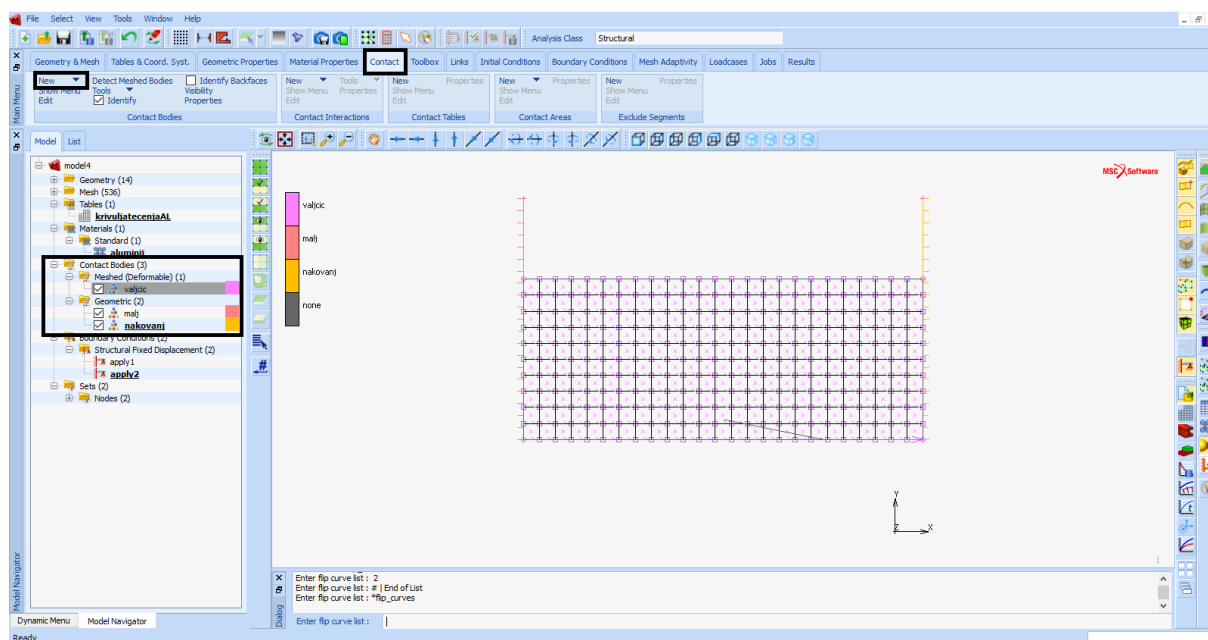 File Select View Tools Window Help
Analysis Class Structural
Geometry & Mesh Tables & Coord. Syst. Geometric Properties Material Properties Contact Toolbox Links Initial Conditions Boundary Conditions Mesh Adaptivity Loadcases Jobs Results
New Detect Meshed Bodies Identify Backfaces New Tools New Properties New Properties New Properties
Show Menu Tools Visibility Show Menu Properties Show Menu Show Menu Show Menu
Edit Identify Properties Edit Edit Edit Edit
Contact Bodies Contact Interactions Contact Tables Contact Areas Exclude Segments
Main Menu
Model List
model4
Geometry (14)
Mesh (536)
Tables (1)
krivuljatecenjaAL
Materials (1)
Standard (1)
aluminij
Contact Bodies (3)
Meshed (Deformable) (1)
valjcic
Geometric (2)
malj
nakovanj
Boundary Conditions (2)
Structural Fixed Displacement (2)
apply1
apply2
Sets (2)
Nodes (2)
valjcic
malj
nakovanj
none
MSC Software
Y
Z X
1
Model Navigator
Enter flip curve list : 2
Enter flip curve list : # | End of List
Enter flip curve list : *flip_curves
Dialog
Enter flip curve list :
Dynamic Menu Model Navigator
Ready